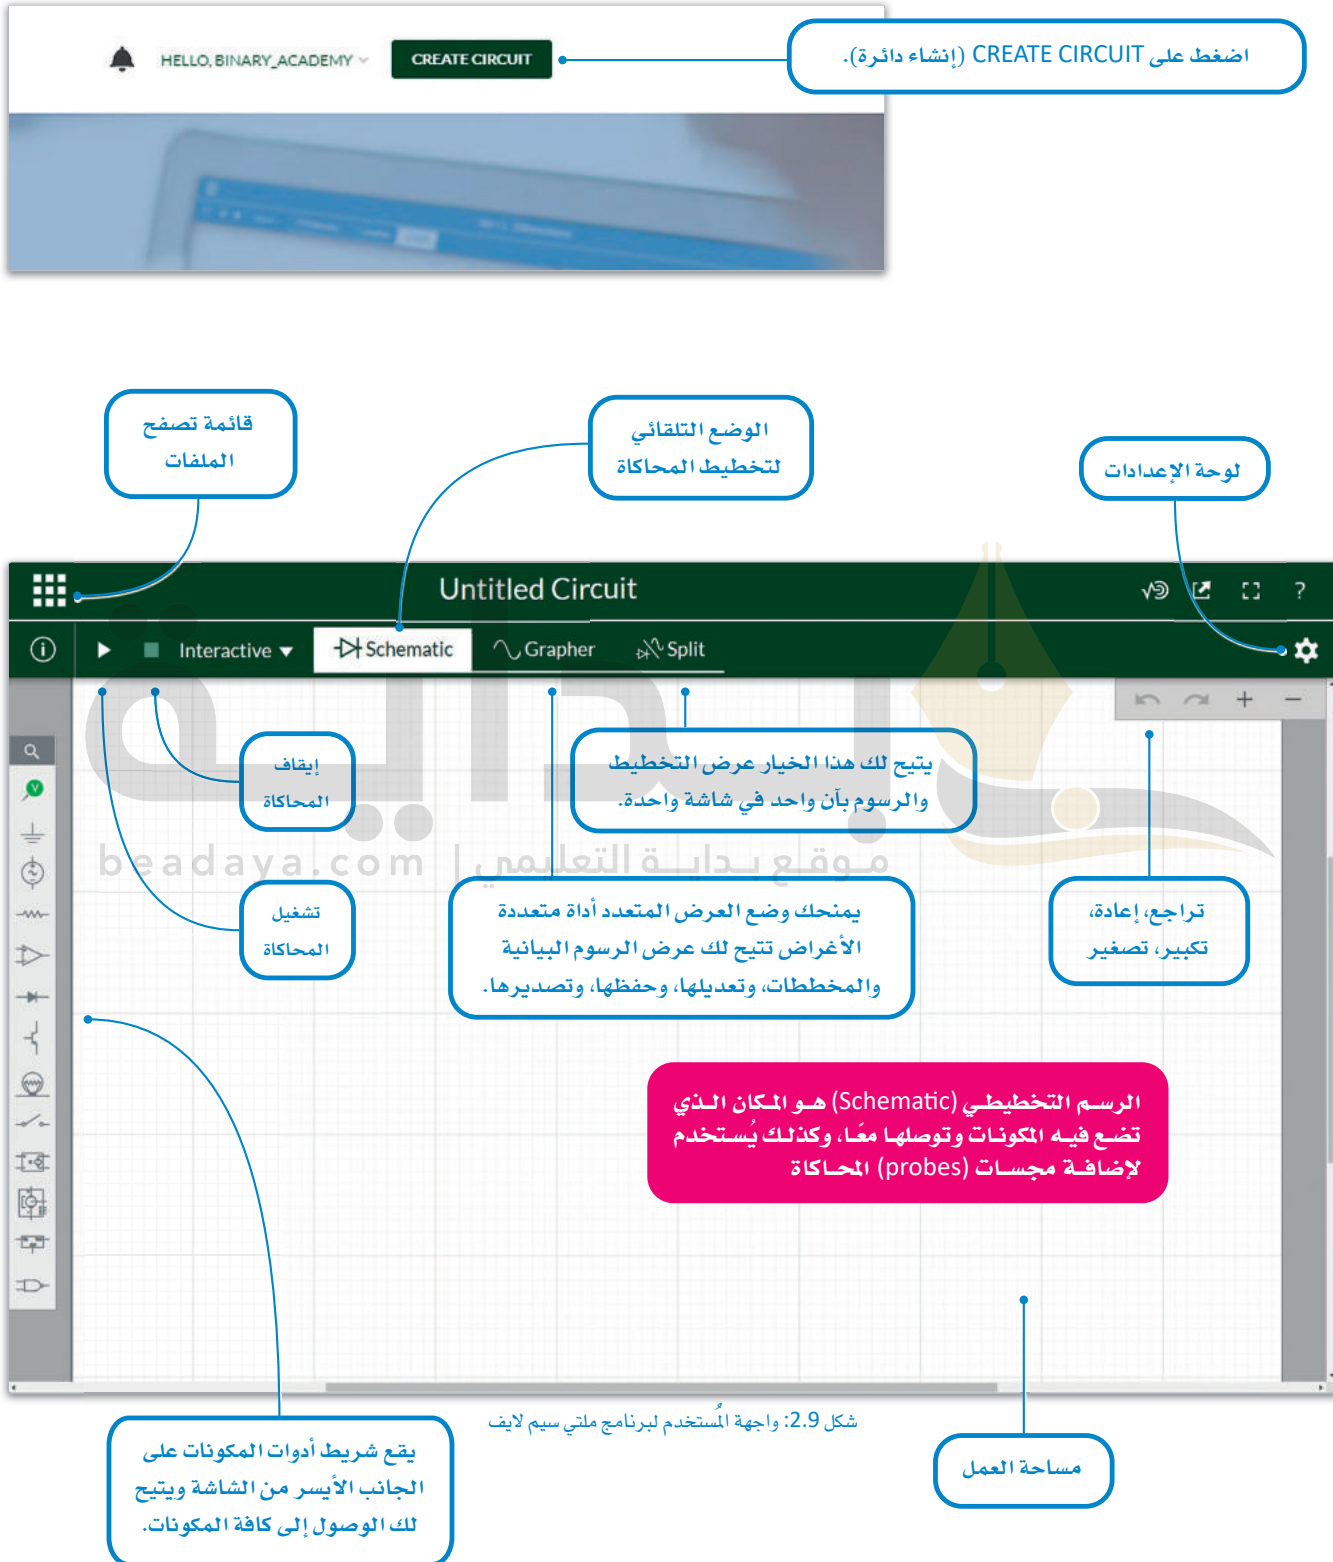 HELLO, BINARY_ACADEMY
CREATE CIRCUIT
اضغط على CREATE CIRCUIT (إنشاء دائرة).
قائمة تصفح
الملفات
الوضع التلقائي
لتخطيط المحاكاة
لوحة الإعدادات
Untitled Circuit
?
Interactive
Schematic
Grapher
Split
إيقاف
المحاكاة
يتيح لك هذا الخيار عرض التخطيط
والرسوم بآن واحد في شاشة واحدة.
بداية
موقع بداية التعليمي | beadaya.com
تشغيل
المحاكاة
يمنحك وضع العرض المتعدد أداة متعددة
الأغراض تتيح لك عرض الرسوم البيانية
والمخططات، وتعديلها، وحفظها، وتصديرها.
تراجع، إعادة،
تكبير، تصغير
الرسم التخطيطي (Schematic) هو المكان الذي
تضع فيه المكونات وتوصلها معًا، وكذلك يُستخدم
لإضافة مجسات (probes) المحاكاة
شكل 2.9: واجهة المُستخدم لبرنامج ملتي سيم لايف
يقع شريط أدوات المكونات على
الجانب الأيسر من الشاشة ويتيح
لك الوصول إلى كافة المكونات.
مساحة العمل